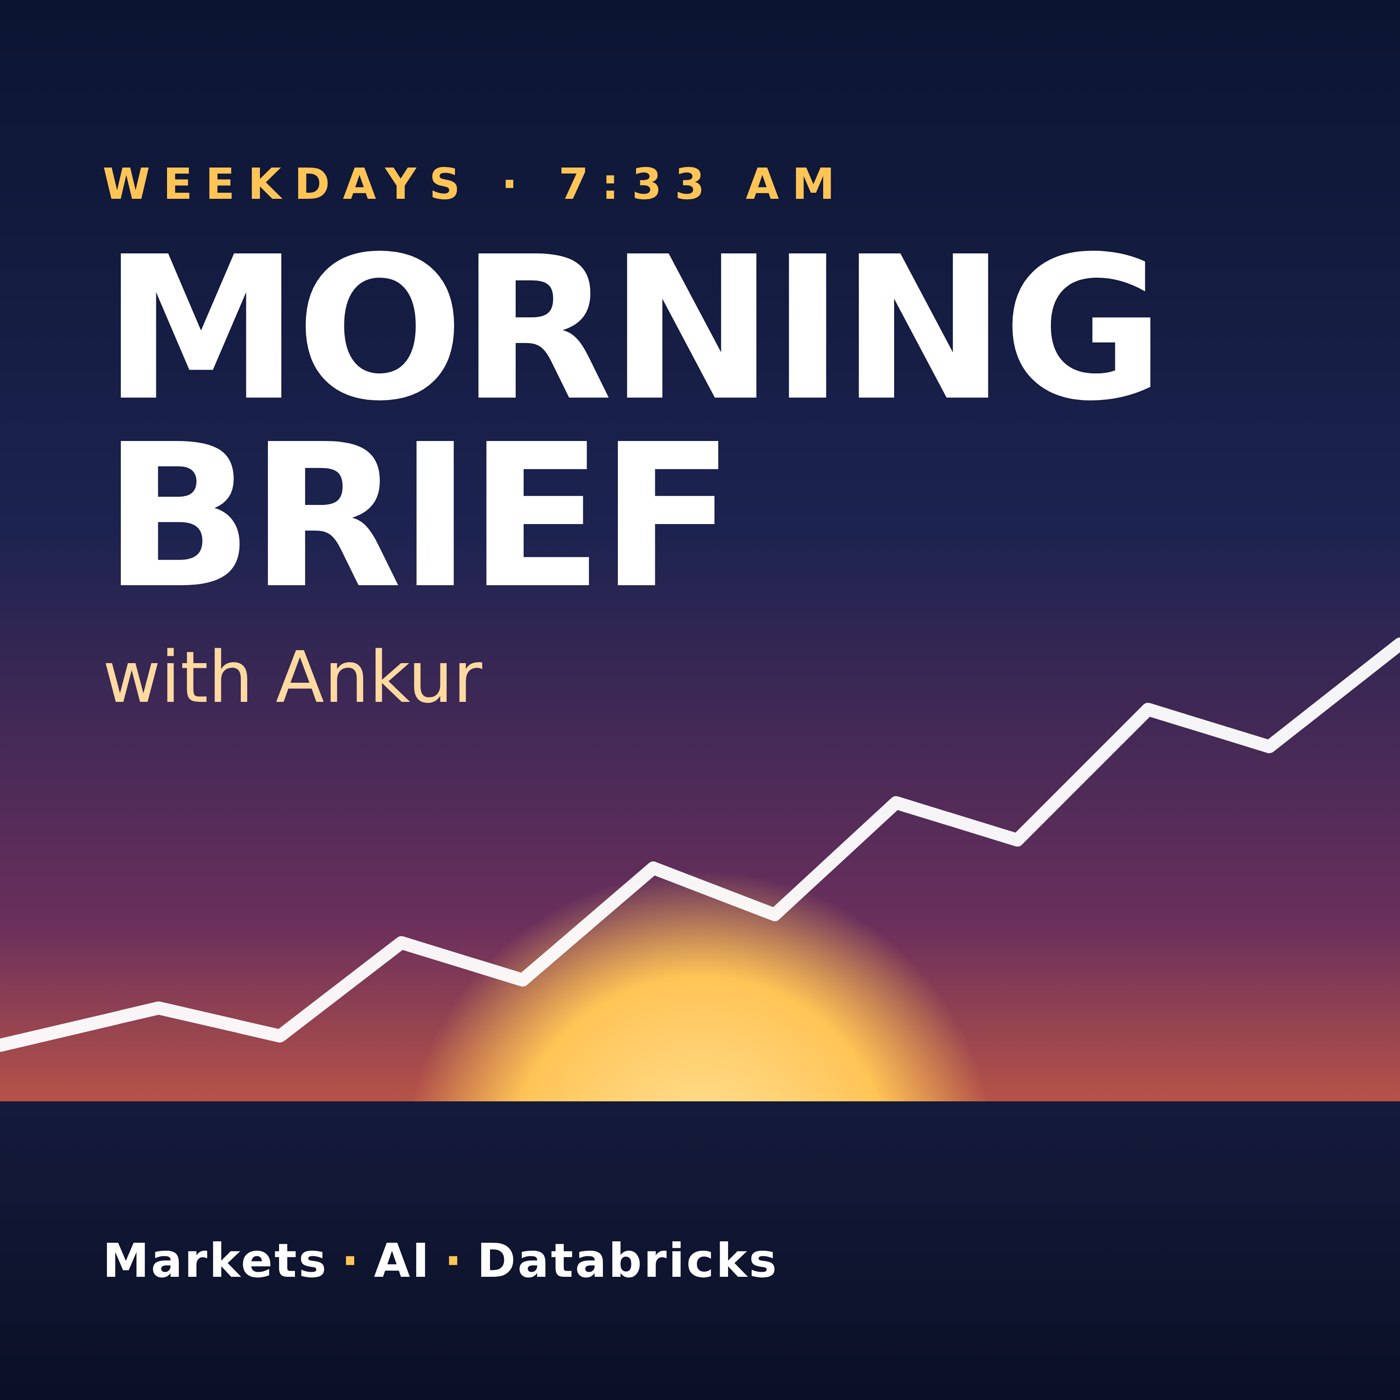 WEEKDAYS · 7:33 AM
MORNING
BRIEF
with Ankur
Markets · AI · Databricks